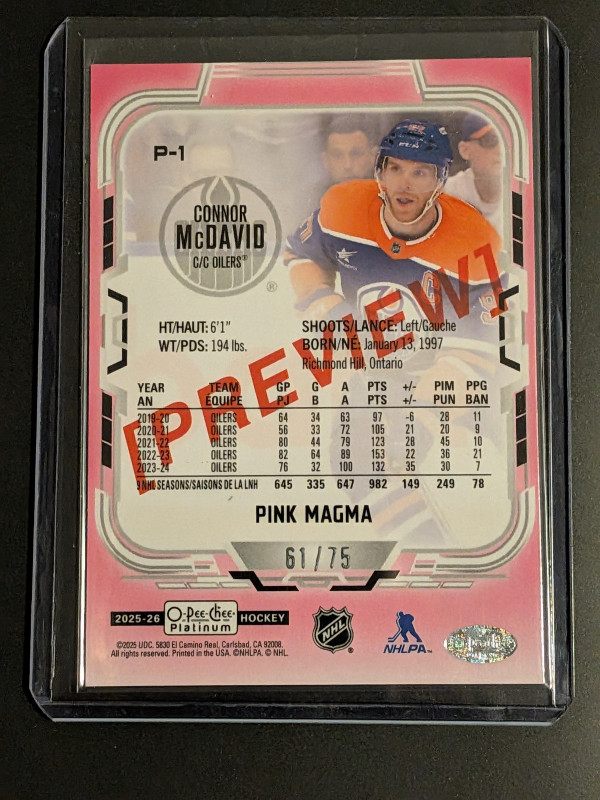 P-1
CONNOR
McDAVID
C/C OILERS®
®
PREVIEW!
HT/HAUT: 6'1" SHOOTS/LANCE: Left/Gauche
WT/PDS: 194 lbs. BORN/NÉ: January 13, 1997
Richmond Hill, Ontario
YEAR TEAM GP G A PTS +/- PIM PPG
AN ÉQUIPE PJ B A PTS +/- PUN BAN
2019-20 OILERS 64 34 63 97 -6 28 11
2020-21 OILERS 56 33 72 105 21 20 9
2021-22 OILERS 80 44 79 123 28 45 10
2022-23 OILERS 82 64 89 153 22 36 21
2023-24 OILERS 76 32 100 132 35 30 7
9 NHL SEASONS/SAISONS DE LA LNH 645 335 647 982 149 249 78
PINK MAGMA
61/75
2025-26 O-Pee-Chee Platinum HOCKEY
NHL
NHLPA
©2025 UDC. 5830 El Camino Real, Carlsbad, CA 92008.
All rights reserved. Printed in the USA. ©NHLPA. © NHL.